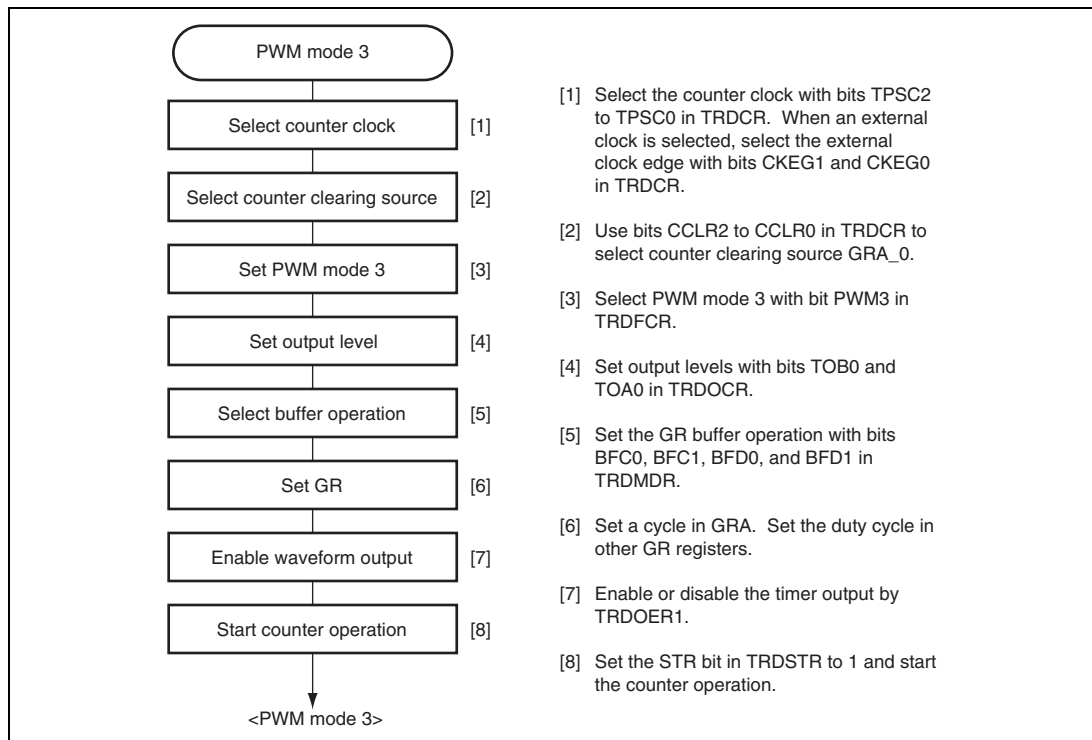 PWM mode 3
Select counter clock
[1]
Select counter clearing source
[2]
Set PWM mode 3
[3]
Set output level
[4]
Select buffer operation
[5]
Set GR
[6]
Enable waveform output
[7]
Start counter operation
[8]
<PWM mode 3>
[1] Select the counter clock with bits TPSC2
to TPSC0 in TRDCR. When an external
clock is selected, select the external
clock edge with bits CKEG1 and CKEG0
in TRDCR.
[2] Use bits CCLR2 to CCLR0 in TRDCR to
select counter clearing source GRA_0.
[3] Select PWM mode 3 with bit PWM3 in
TRDFCR.
[4] Set output levels with bits TOB0 and
TOA0 in TRDOCR.
[5] Set the GR buffer operation with bits
BFC0, BFC1, BFD0, and BFD1 in
TRDMDR.
[6] Set a cycle in GRA. Set the duty cycle in
other GR registers.
[7] Enable or disable the timer output by
TRDOER1.
[8] Set the STR bit in TRDSTR to 1 and start
the counter operation.